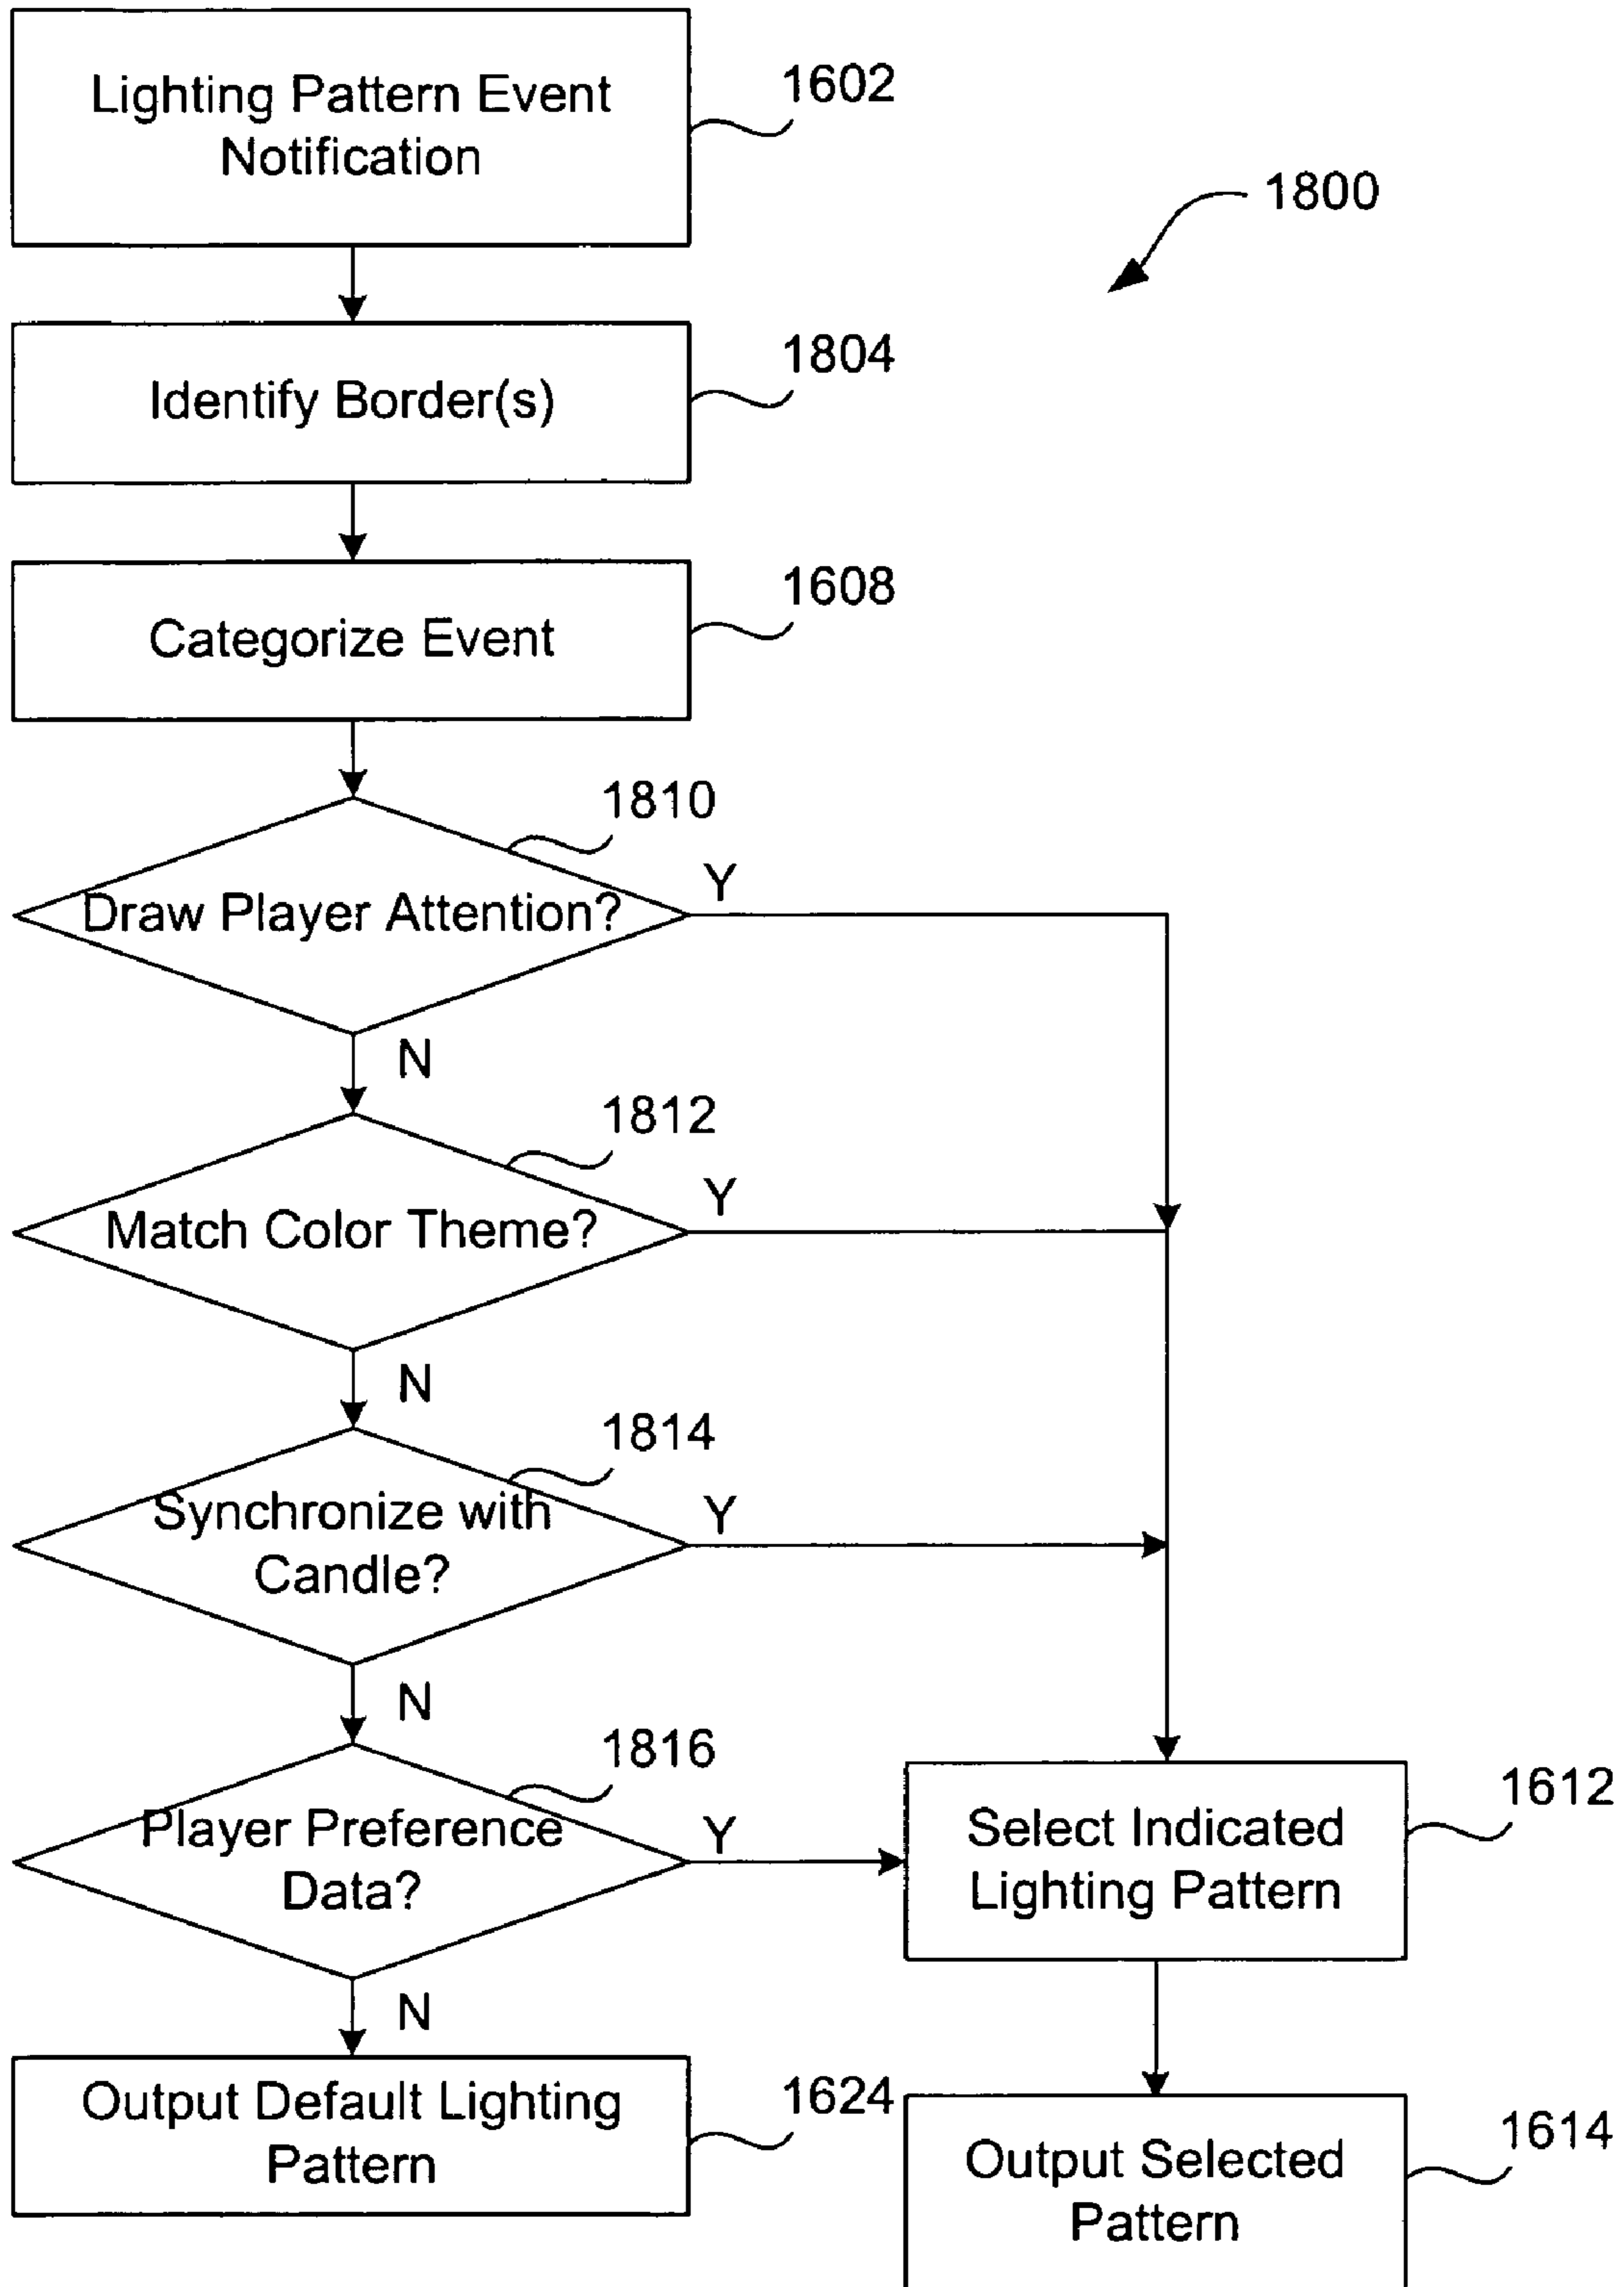 Lighting Pattern Event
Notification
1602
1800
Identify Border(s)
1804
Categorize Event
1608
1810
Draw Player Attention?
Y
N
1812
Match Color Theme?
Y
N
1814
Synchronize with
Candle?
Y
N
1816
Player Preference
Data?
Y
N
Select Indicated
Lighting Pattern
1612
Output Default Lighting
Pattern
1624
Output Selected
Pattern
1614